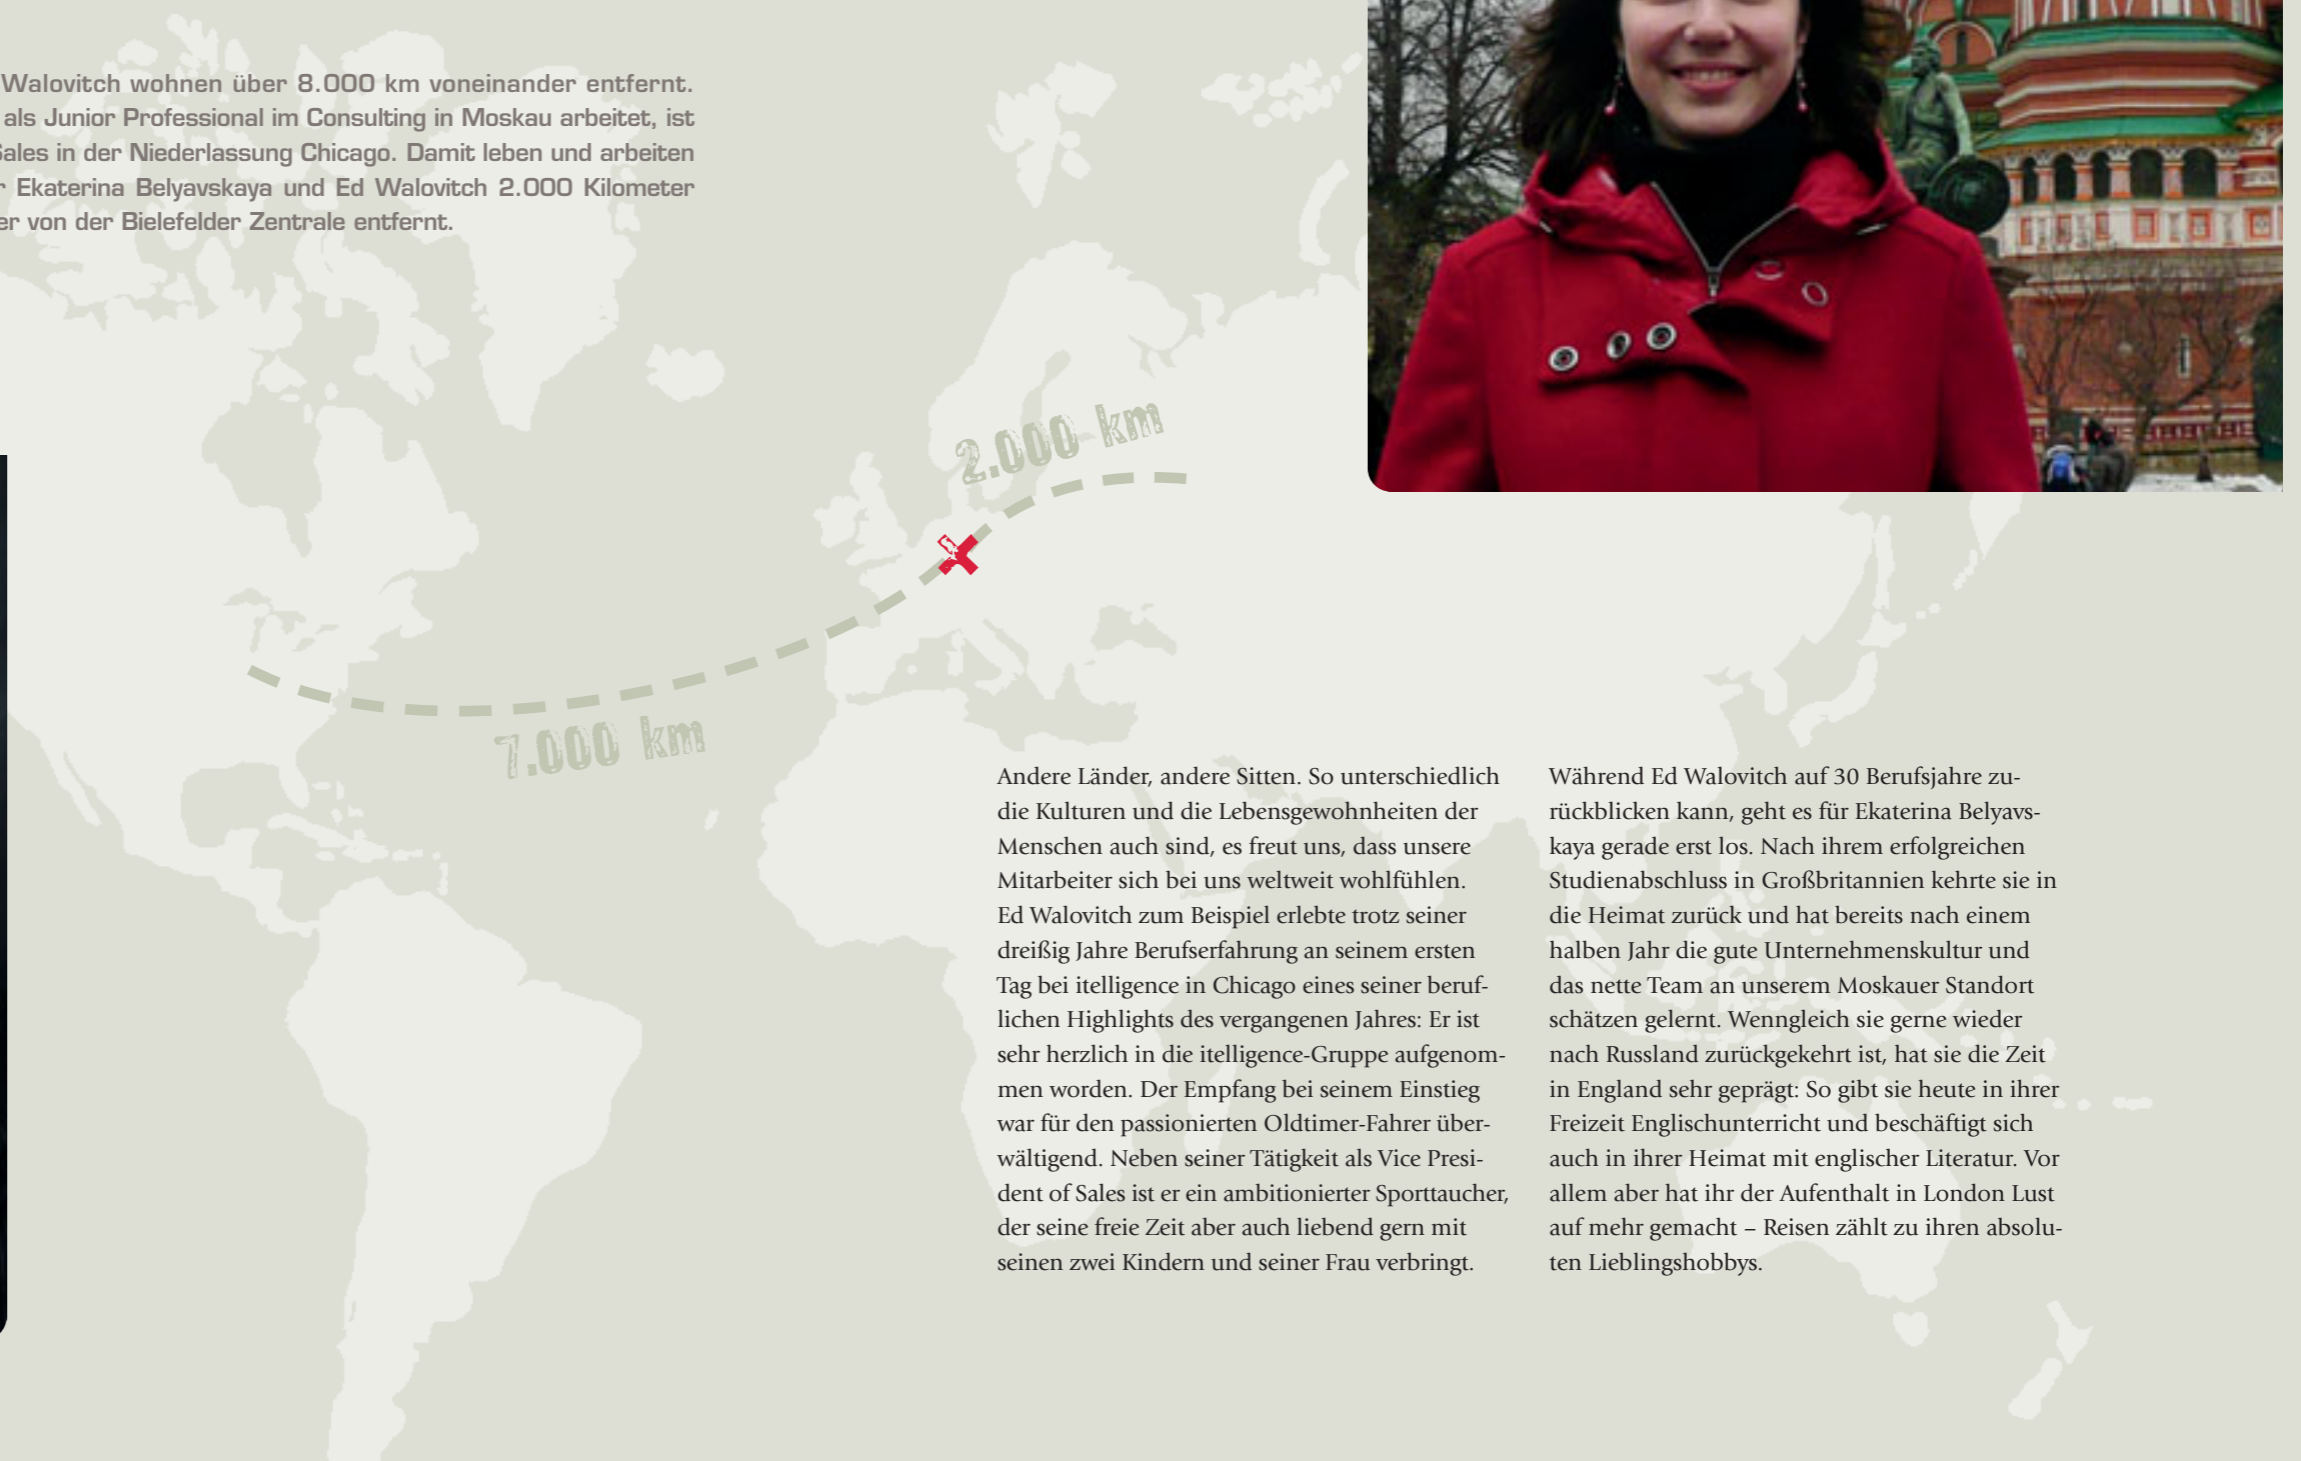 Walovitch wohnen über 8.000 km voneinander entfernt.
als Junior Professional im Consulting in Moskau arbeitet, ist
Sales in der Niederlassung Chicago. Damit leben und arbeiten
Ekaterina Belyavskaya und Ed Walovitch 2.000 Kilometer
von der Bielefelder Zentrale entfernt.
2.000 km
7.000 km
Andere Länder, andere Sitten. So unterschiedlich
die Kulturen und die Lebensgewohnheiten der
Menschen auch sind, es freut uns, dass unsere
Mitarbeiter sich bei uns weltweit wohlfühlen.
Ed Walovitch zum Beispiel erlebte trotz seiner
dreißig Jahre Berufserfahrung an seinem ersten
Tag bei itelligence in Chicago eines seiner beruf-
lichen Highlights des vergangenen Jahres: Er ist
sehr herzlich in die itelligence-Gruppe aufgenom-
men worden. Der Empfang bei seinem Einstieg
war für den passionierten Oldtimer-Fahrer über-
wältigend. Neben seiner Tätigkeit als Vice Presi-
dent of Sales ist er ein ambitionierter Sporttaucher,
der seine freie Zeit aber auch liebend gern mit
seinen zwei Kindern und seiner Frau verbringt.
Während Ed Walovitch auf 30 Berufsjahre zu-
rückblicken kann, geht es für Ekaterina Belyavs-
kaya gerade erst los. Nach ihrem erfolgreichen
Studienabschluss in Großbritannien kehrte sie in
die Heimat zurück und hat bereits nach einem
halben Jahr die gute Unternehmenskultur und
das nette Team an unserem Moskauer Standort
schätzen gelernt. Wenngleich sie gerne wieder
nach Russland zurückgekehrt ist, hat sie die Zeit
in England sehr geprägt: So gibt sie heute in ihrer
Freizeit Englischunterricht und beschäftigt sich
auch in ihrer Heimat mit englischer Literatur. Vor
allem aber hat ihr der Aufenthalt in London Lust
auf mehr gemacht – Reisen zählt zu ihren absolu-
ten Lieblingshobbys.